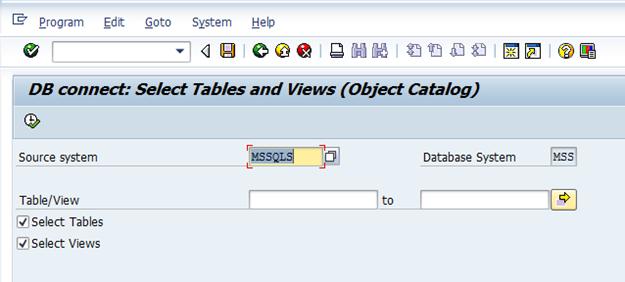 Program Edit Goto System Help
DB connect: Select Tables and Views (Object Catalog)
Source system MSSQLS Database System MSS
Table/View to
Select Tables
Select Views